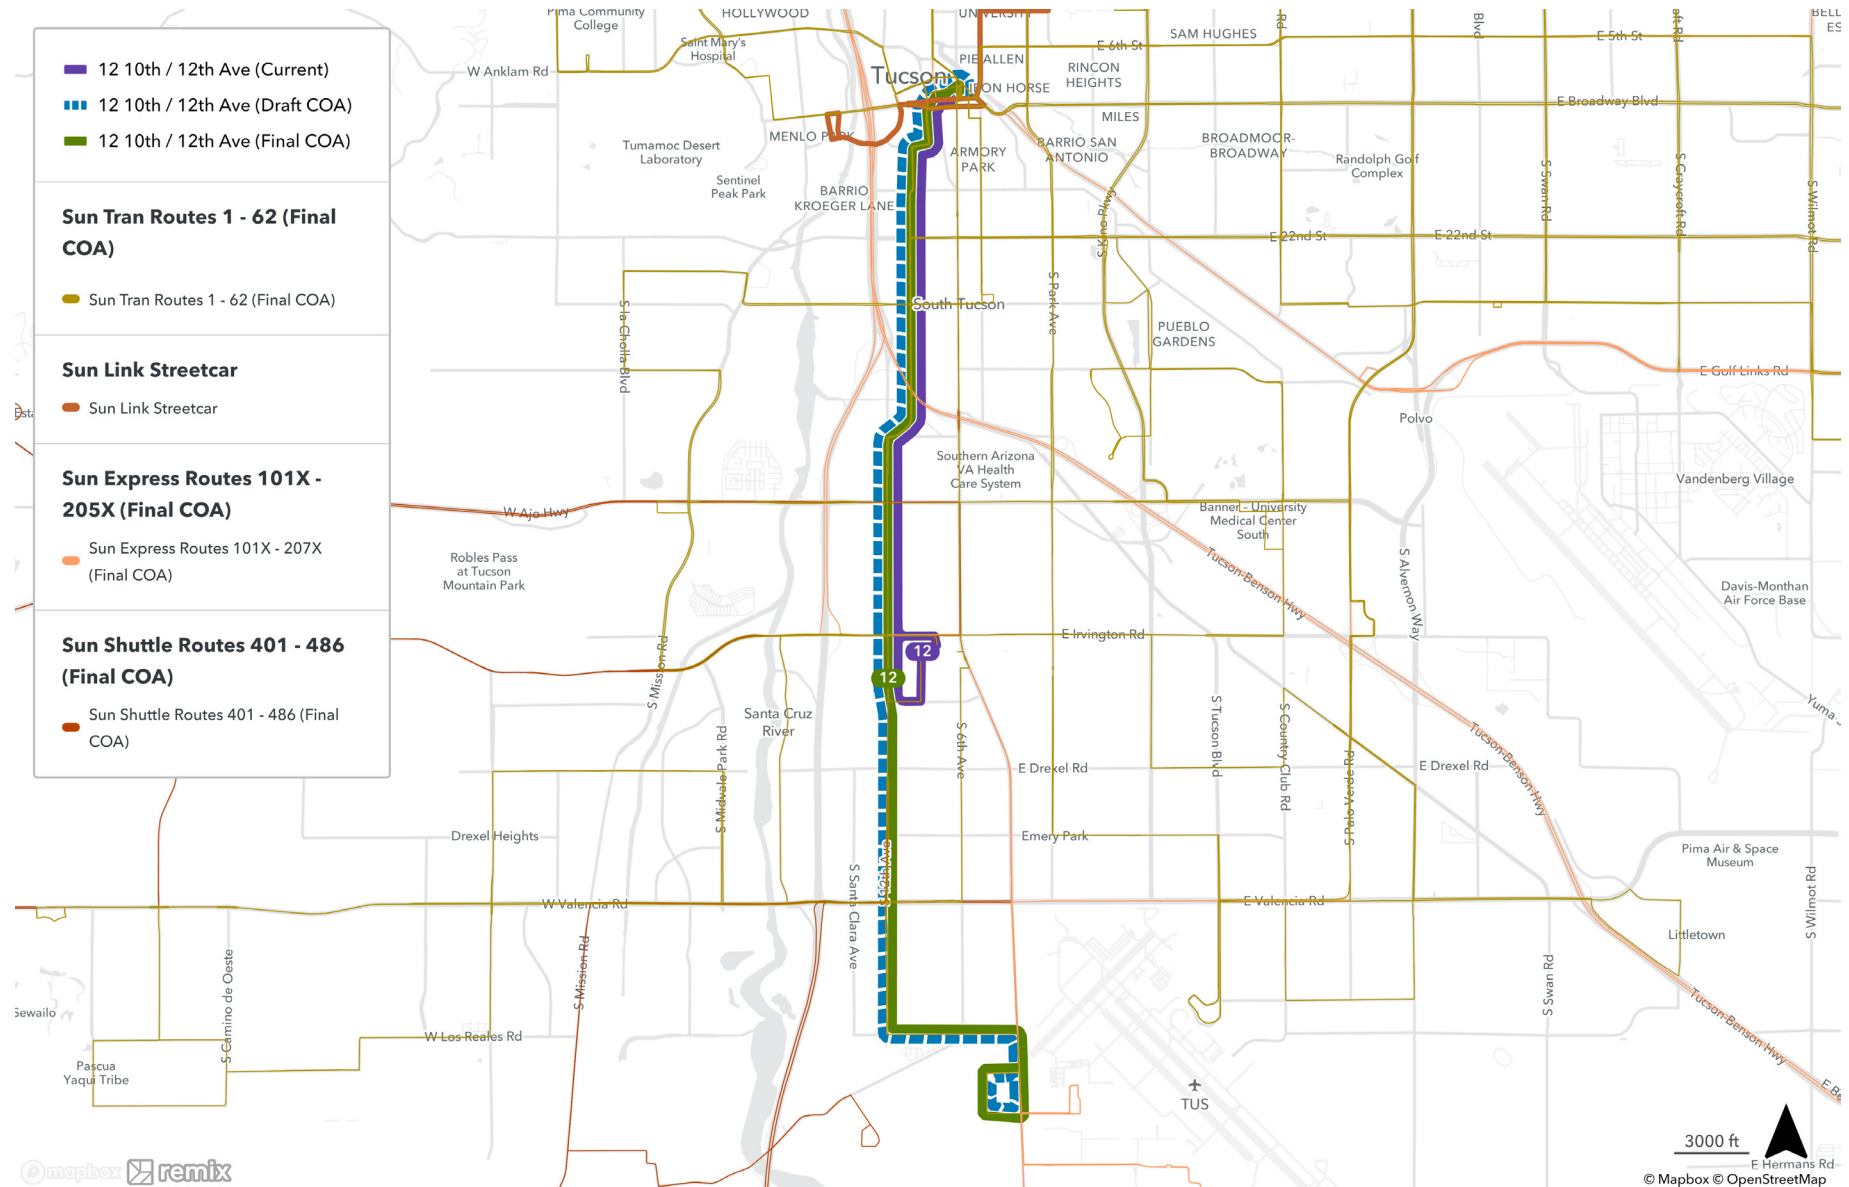 12 10th / 12th Ave (Current)
12 10th / 12th Ave (Draft COA)
12 10th / 12th Ave (Final COA)
Sun Tran Routes 1 - 62 (Final
COA)
Sun Tran Routes 1 - 62 (Final COA)
Sun Link Streetcar
Sun Link Streetcar
Sun Express Routes 101X -
205X (Final COA)
Sun Express Routes 101X - 207X
(Final COA)
Sun Shuttle Routes 401 - 486
(Final COA)
Sun Shuttle Routes 401 - 486 (Final
COA)
Pima Community
College
HOLLYWOOD
UNIVERSITY
Saint Mary's
Hospital
W Anklam Rd
Tucson
PIE ALLEN
E 6th St
SAM HUGHES
RINCON
HEIGHTS
E 5th St
E Broadway Blvd
MILES
MENLO PARK
Tumamoc Desert
Laboratory
Sentinel
Peak Park
BARRIO
KROEGER LANE
ARMORY
PARK
BARRIO SAN
ANTONIO
BROADMOOR-
BROADWAY
Randolph Golf
Complex
S Swan Rd
S Craycroft Rd
S Wilmot Rd
E 22nd St
E 22nd St
South Tucson
S Park Ave
PUEBLO
GARDENS
E Golf Links Rd
Polvo
Vandenberg Village
Southern Arizona
VA Health
Care System
W Ajo Hwy
Banner - University
Medical Center
South
Robles Pass
at Tucson
Mountain Park
Tucson-Benson Hwy
S Alvernon Way
Davis-Monthan
Air Force Base
E Irvington Rd
12
12
S Mission Rd
Santa Cruz
River
S Midvale Park Rd
S 6th Ave
E Drexel Rd
S Tucson Blvd
S Country Club Rd
S Palo Verde Rd
E Drexel Rd
Tucson-Benson Hwy
Drexel Heights
Emery Park
Pima Air & Space
Museum
S Santa Clara Ave
W Valencia Rd
E Valencia Rd
S Wilmot Rd
Littletown
S Swan Rd
S Mission Rd
S Camino de Oeste
Sewailo
W Los Reales Rd
Pascua
Yaqui Tribe
Tucson-Benson Hwy
TUS
3000 ft
E Hermans Rd
mapbox remix
© Mapbox © OpenStreetMap